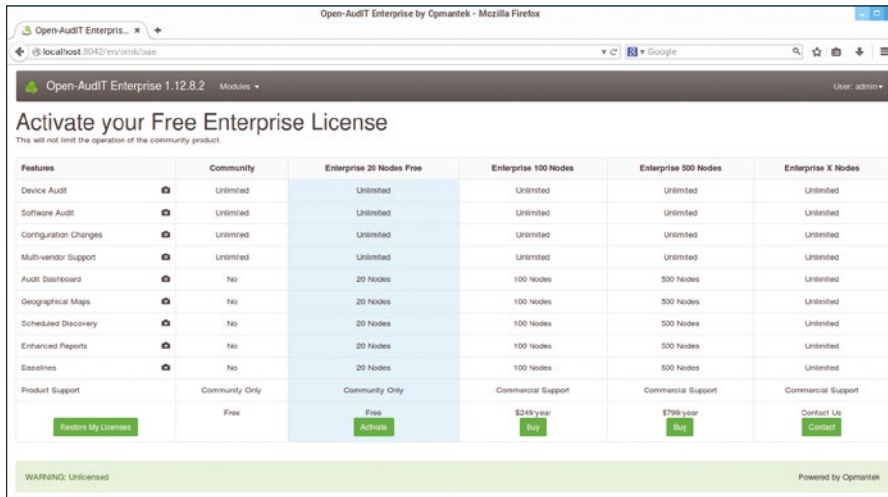 Open-AudIT Enterprise by Opmantek - Mozilla Firefox
Open-AudIT Enterpris...
localhost:8042/en/omk/oae
Google
Open-AudIT Enterprise 1.12.8.2 Modules User: admin
Activate your Free Enterprise License
This will not limit the operation of the community product.
Features Community Enterprise 20 Nodes Free Enterprise 100 Nodes Enterprise 500 Nodes Enterprise X Nodes
Device Audit Unlimited Unlimited Unlimited Unlimited Unlimited
Software Audit Unlimited Unlimited Unlimited Unlimited Unlimited
Configuration Changes Unlimited Unlimited Unlimited Unlimited Unlimited
Multi-vendor Support Unlimited Unlimited Unlimited Unlimited Unlimited
Audit Dashboard No 20 Nodes 100 Nodes 500 Nodes Unlimited
Geographical Maps No 20 Nodes 100 Nodes 500 Nodes Unlimited
Scheduled Discovery No 20 Nodes 100 Nodes 500 Nodes Unlimited
Enhanced Reports No 20 Nodes 100 Nodes 500 Nodes Unlimited
Baselines No 20 Nodes 100 Nodes 500 Nodes Unlimited
Product Support Community Only Community Only Commercial Support Commercial Support Commercial Support
Free Free $249/year $799/year Contact Us
Restore My Licenses Activate Buy Buy Contact
WARNING: Unlicensed Powered by Opmantek